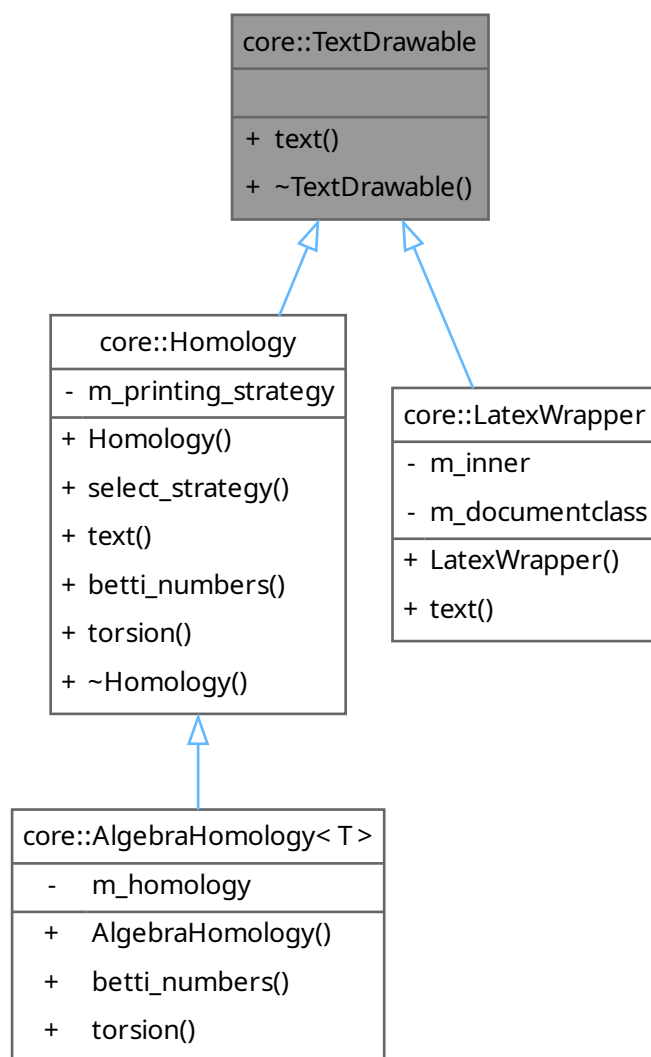 core::TextDrawable
+ text()
+ ~TextDrawable()
core::Homology
- m_printing_strategy
+ Homology()
+ select_strategy()
+ text()
+ betti_numbers()
+ torsion()
+ ~Homology()
core::LatexWrapper
- m_inner
- m_documentclass
+ LatexWrapper()
+ text()
core::AlgebraHomology< T >
- m_homology
+ AlgebraHomology()
+ betti_numbers()
+ torsion()